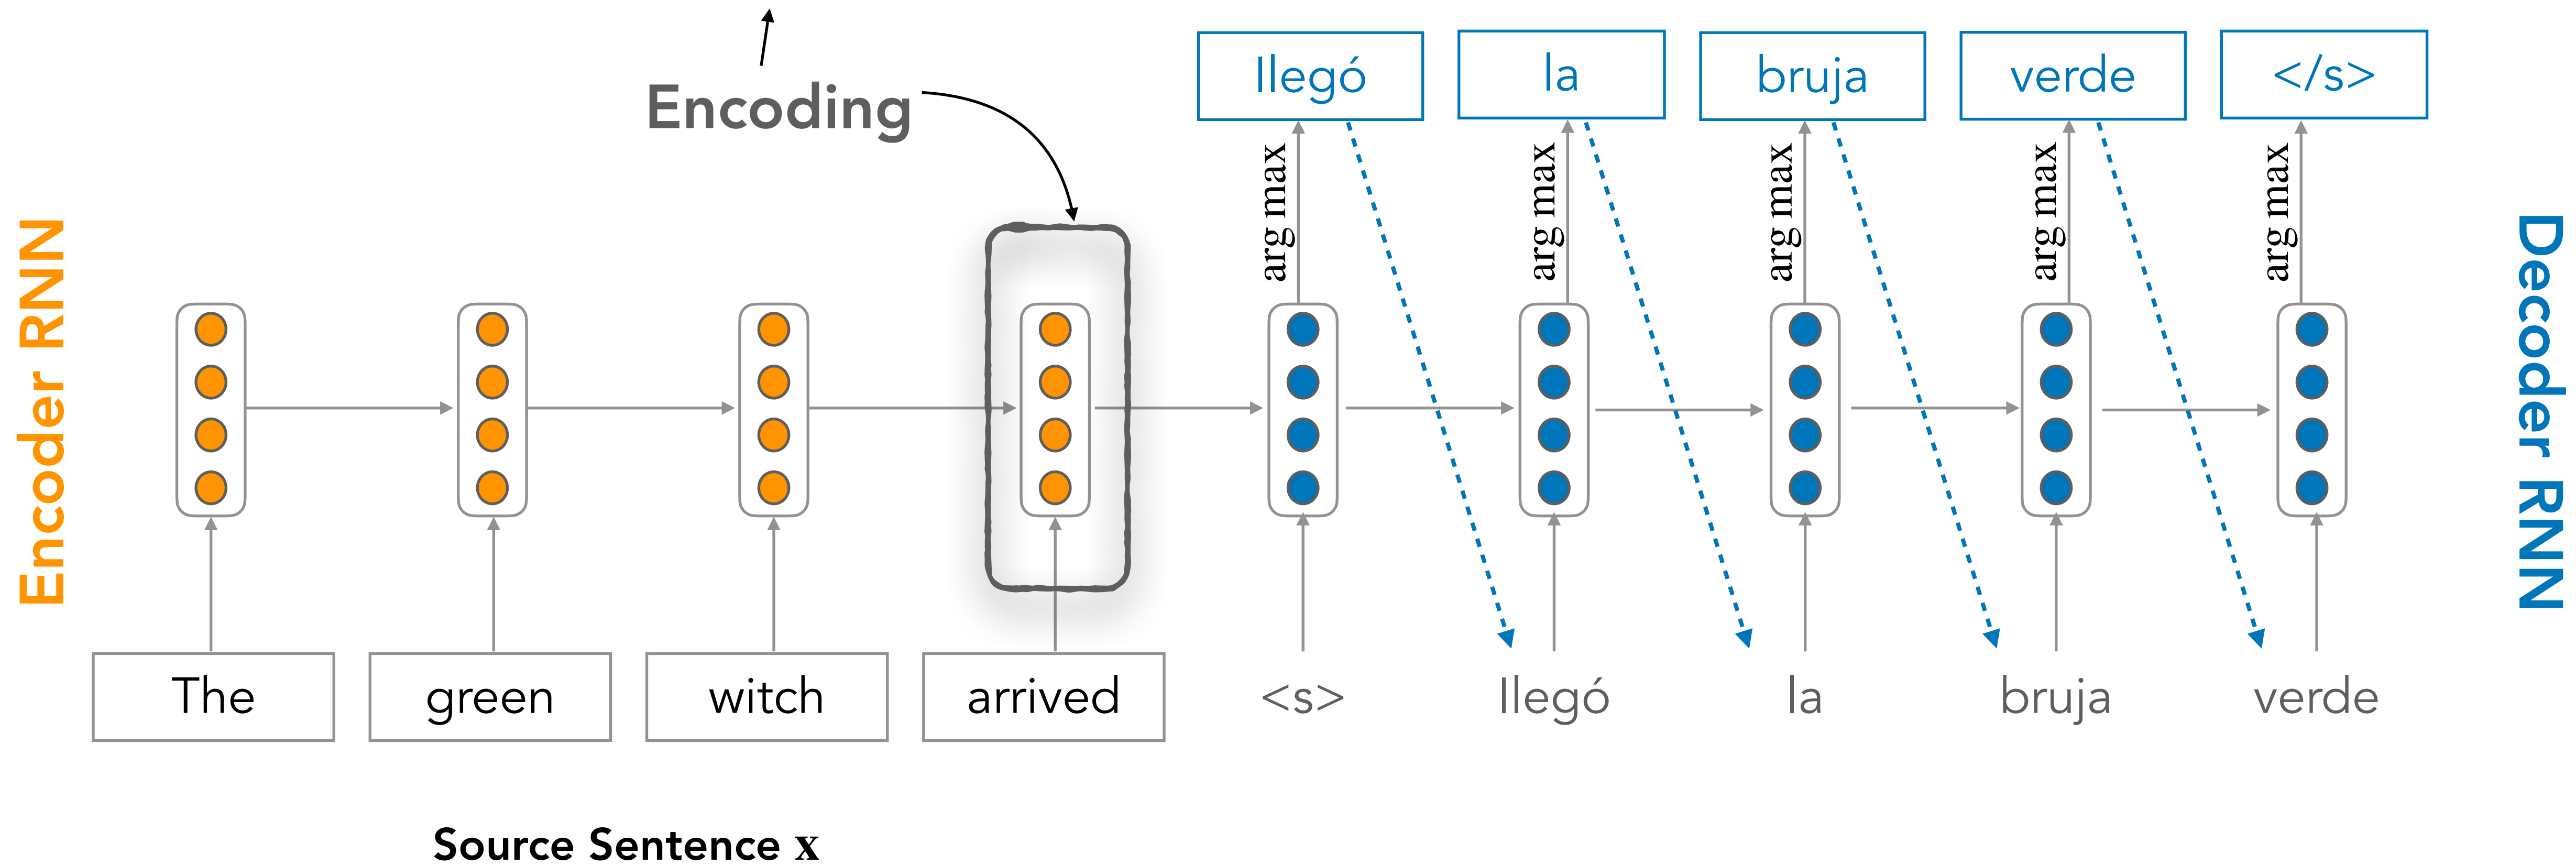 Encoding
llegó
la
bruja
verde
</s>
arg max
arg max
arg max
arg max
arg max
Encoder RNN
Decoder RNN
The
green
witch
arrived
<s>
llegó
la
bruja
verde
Source Sentence x